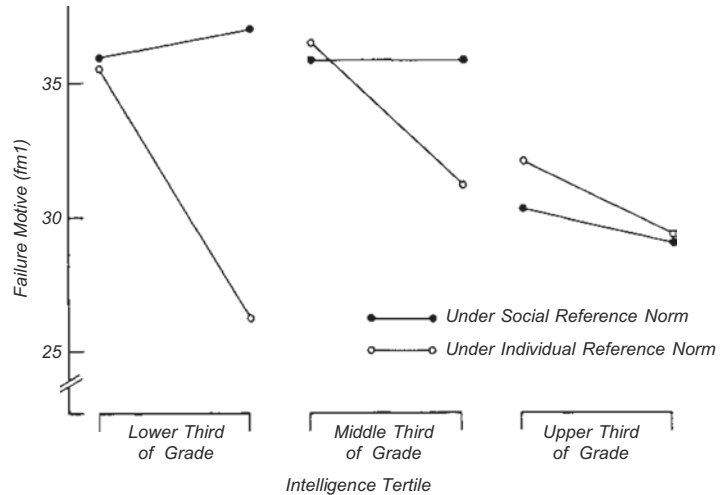 Failure Motive (fm1)
35
30
25
Under Social Reference Norm
Under Individual Reference Norm
Lower Third
of Grade
Middle Third
of Grade
Upper Third
of Grade
Intelligence Tertile